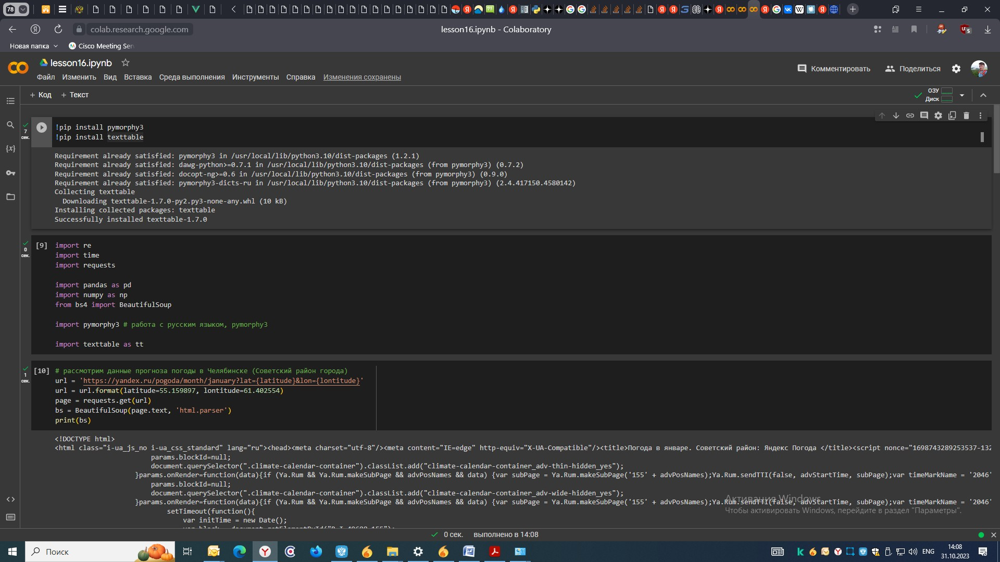 78
colab.research.google.com
lesson16.ipynb - Colaboratory
5
Новая папка
Cisco Meeting Ser
lesson16.ipynb
Файл Изменить Вид Вставка Среда выполнения Инструменты Справка Изменения сохранены
Комментировать
Поделиться
+ Код + Текст
ОЗУ
Диск
7
сек.
!pip install pymorphy3
!pip install texttable
Requirement already satisfied: pymorphy3 in /usr/local/lib/python3.10/dist-packages (1.2.1)
Requirement already satisfied: dawg-python>=0.7.1 in /usr/local/lib/python3.10/dist-packages (from pymorphy3) (0.7.2)
Requirement already satisfied: docopt-ng>=0.6 in /usr/local/lib/python3.10/dist-packages (from pymorphy3) (0.9.0)
Requirement already satisfied: pymorphy3-dicts-ru in /usr/local/lib/python3.10/dist-packages (from pymorphy3) (2.4.417150.4580142)
Collecting texttable
Downloading texttable-1.7.0-py2.py3-none-any.whl (10 kB)
Installing collected packages: texttable
Successfully installed texttable-1.7.0
0
сек.
[9] import re
import time
import requests
import pandas as pd
import numpy as np
from bs4 import BeautifulSoup
import pymorphy3 # работа с русским языком, pymorphy3
import texttable as tt
1
сек.
[10] # рассмотрим данные прогноза погоды в Челябинске (Советский район города)
url = 'https://yandex.ru/pogoda/month/january?lat={latitude}&lon={lontitude}'
url = url.format(latitude=55.159897, lontitude=61.402554)
page = requests.get(url)
bs = BeautifulSoup(page.text, 'html.parser')
print(bs)
<!DOCTYPE html>
<html class="i-ua_js_no i-ua_css_standard" lang="ru"><head><meta charset="utf-8"/><meta content="IE=edge" http-equiv="X-UA-Compatible"/><title>Погода в январе. Советский район: Яндекс Погода </title><script nonce="1698743289253537-132
params.blockId=null;
document.querySelector(".climate-calendar-container").classList.add("climate-calendar-container_adv-thin-hidden_yes");
}params.onRender=function(data){if (Ya.Rum && Ya.Rum.makeSubPage && advPosNames && data) {var subPage = Ya.Rum.makeSubPage('155' + advPosNames);Ya.Rum.sendTTI(false, advStartTime, subPage);var timeMarkName = '2046'
params.blockId=null;
document.querySelector(".climate-calendar-container").classList.add("climate-calendar-container_adv-wide-hidden_yes");
}params.onRender=function(data){if (Ya.Rum && Ya.Rum.makeSubPage && advPosNames && data) {var subPage = Ya.Rum.makeSubPage('155' + advPosNames);Ya.Rum.sendTTI(false, advStartTime, subPage);var timeMarkName = '2046'
setTimeout(function(){
var initTime = new Date();
Активация Windows
Чтобы активировать Windows, перейдите в раздел "Параметры".
0 сек. выполнено в 14:08
Поиск
ENG
14:08
31.10.2023